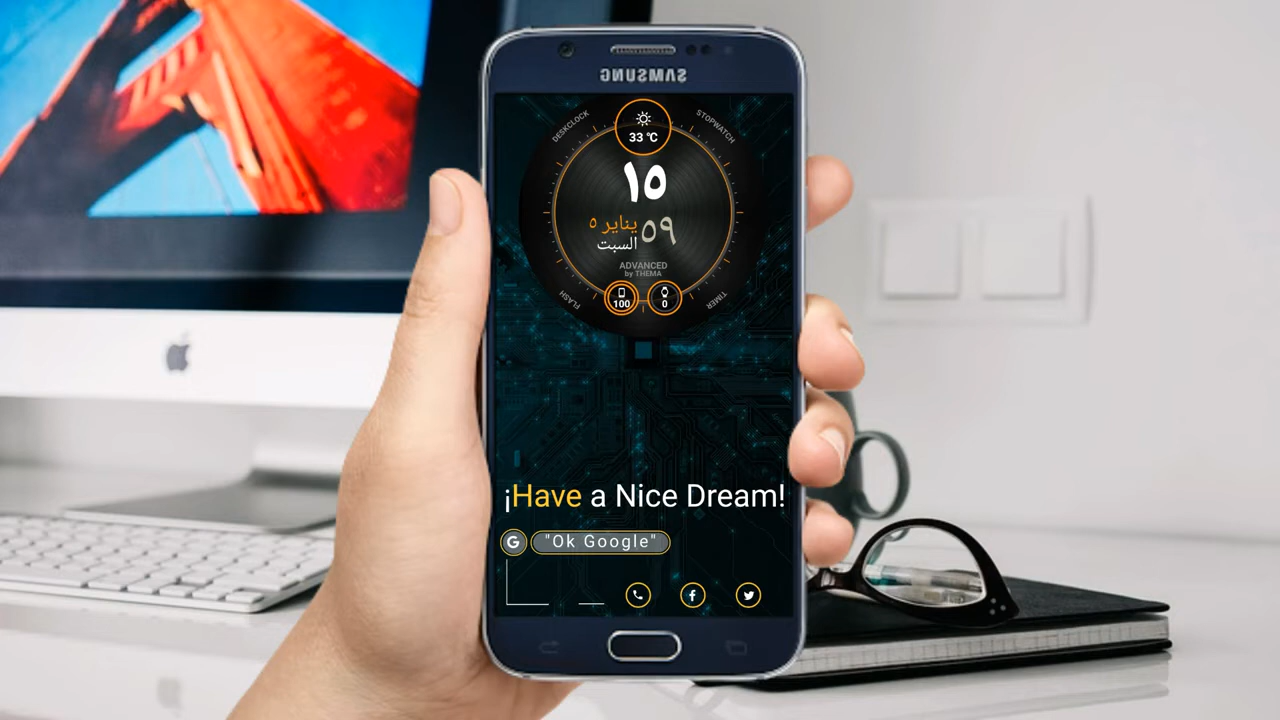 SAMSUNG
DESKCLOCK
STOPWATCH
33 °C
١٥
٥٩
يناير ٥
السبت
ADVANCED
by THEMA
FLASH
100
0
TIMER
¡Have a Nice Dream!
G "Ok Google"
f